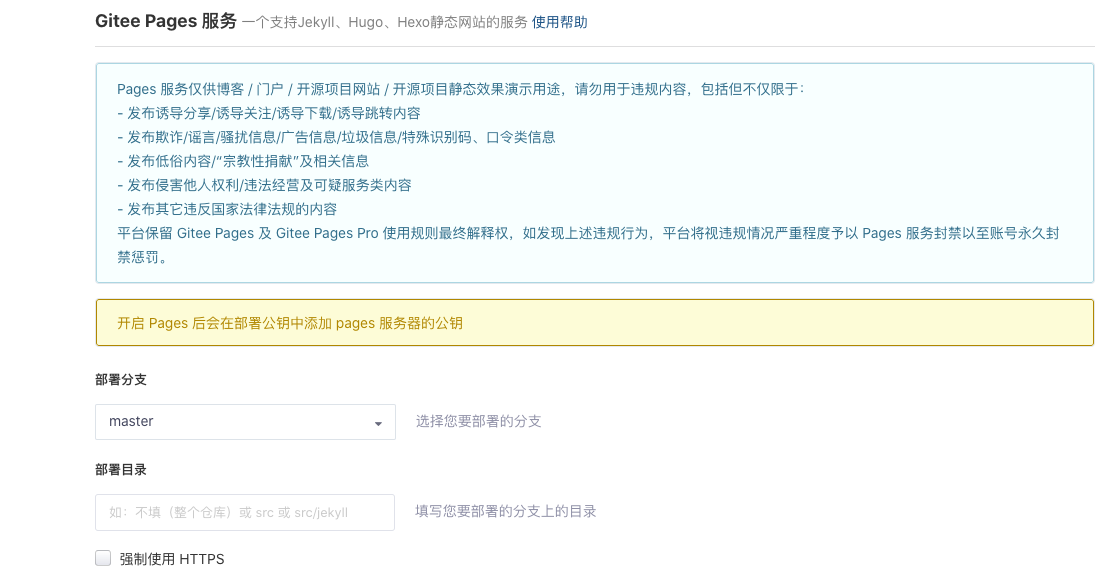 Gitee Pages 服务 一个支持Jekyll、Hugo、Hexo静态网站的服务 使用帮助
Pages 服务仅供博客 / 门户 / 开源项目网站 / 开源项目静态效果演示用途，请勿用于违规内容，包括但不仅限于：
- 发布诱导分享/诱导关注/诱导下载/诱导跳转内容
- 发布欺诈/谣言/骚扰信息/广告信息/垃圾信息/特殊识别码、口令类信息
- 发布低俗内容/“宗教性捐献”及相关信息
- 发布侵害他人权利/违法经营及可疑服务类内容
- 发布其它违反国家法律法规的内容
平台保留 Gitee Pages 及 Gitee Pages Pro 使用规则最终解释权，如发现上述违规行为，平台将视违规情况严重程度予以 Pages 服务封禁以至账号永久封
禁惩罚。
开启 Pages 后会在部署公钥中添加 pages 服务器的公钥
部署分支
master 选择您要部署的分支
部署目录
如：不填（整个仓库）或 src 或 src/jekyll 填写您要部署的分支上的目录
强制使用 HTTPS